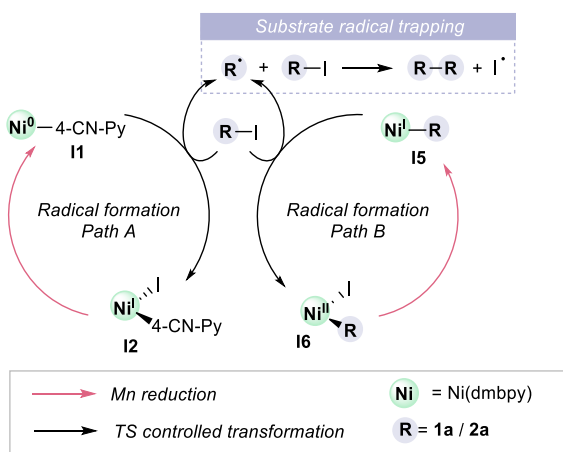 Substrate radical trapping
R• + R–I ⟶ R–R + I•
Ni⁰–4-CN-Py
I1
R–I
Niᴵ–R
I5
Radical formation
Path A
Radical formation
Path B
Niᴵ I
4-CN-Py
I2
Niᴵᴵ I
R
I6
Mn reduction
Ni = Ni(dmbpy)
TS controlled transformation
R = 1a / 2a